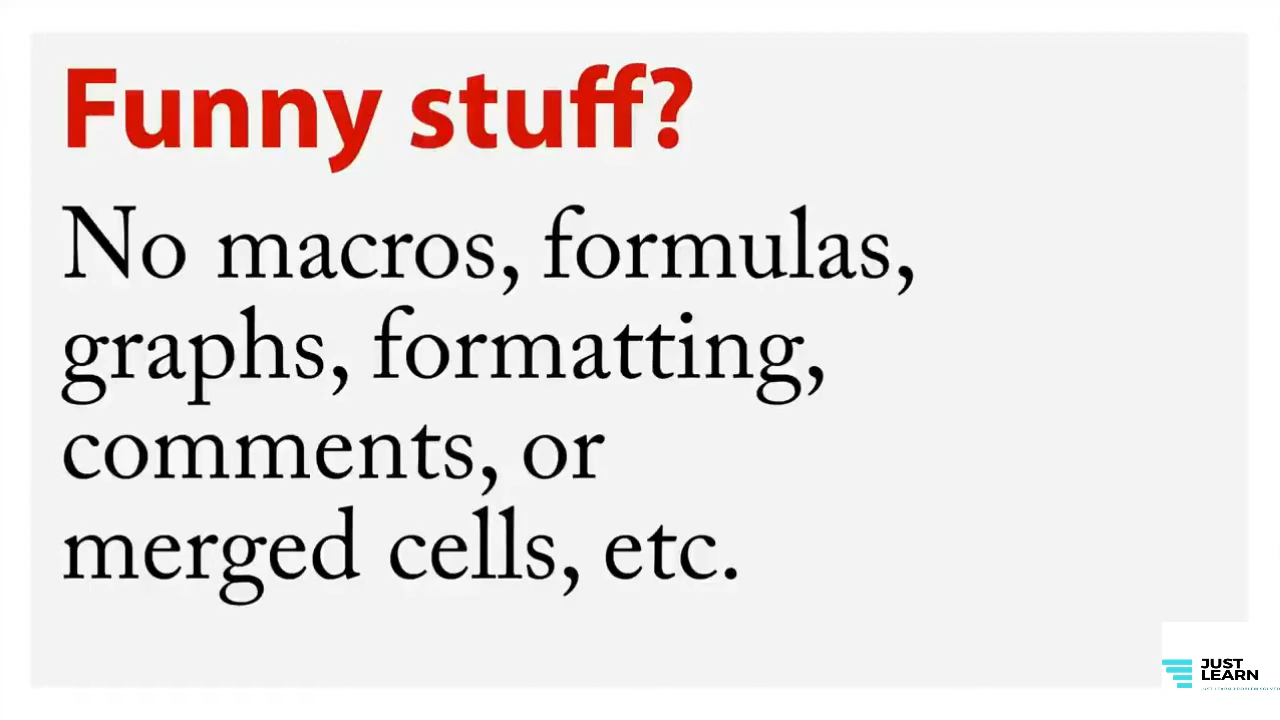 Funny stuff?
No macros, formulas,
graphs, formatting,
comments, or
merged cells, etc.
JUST
LEARN